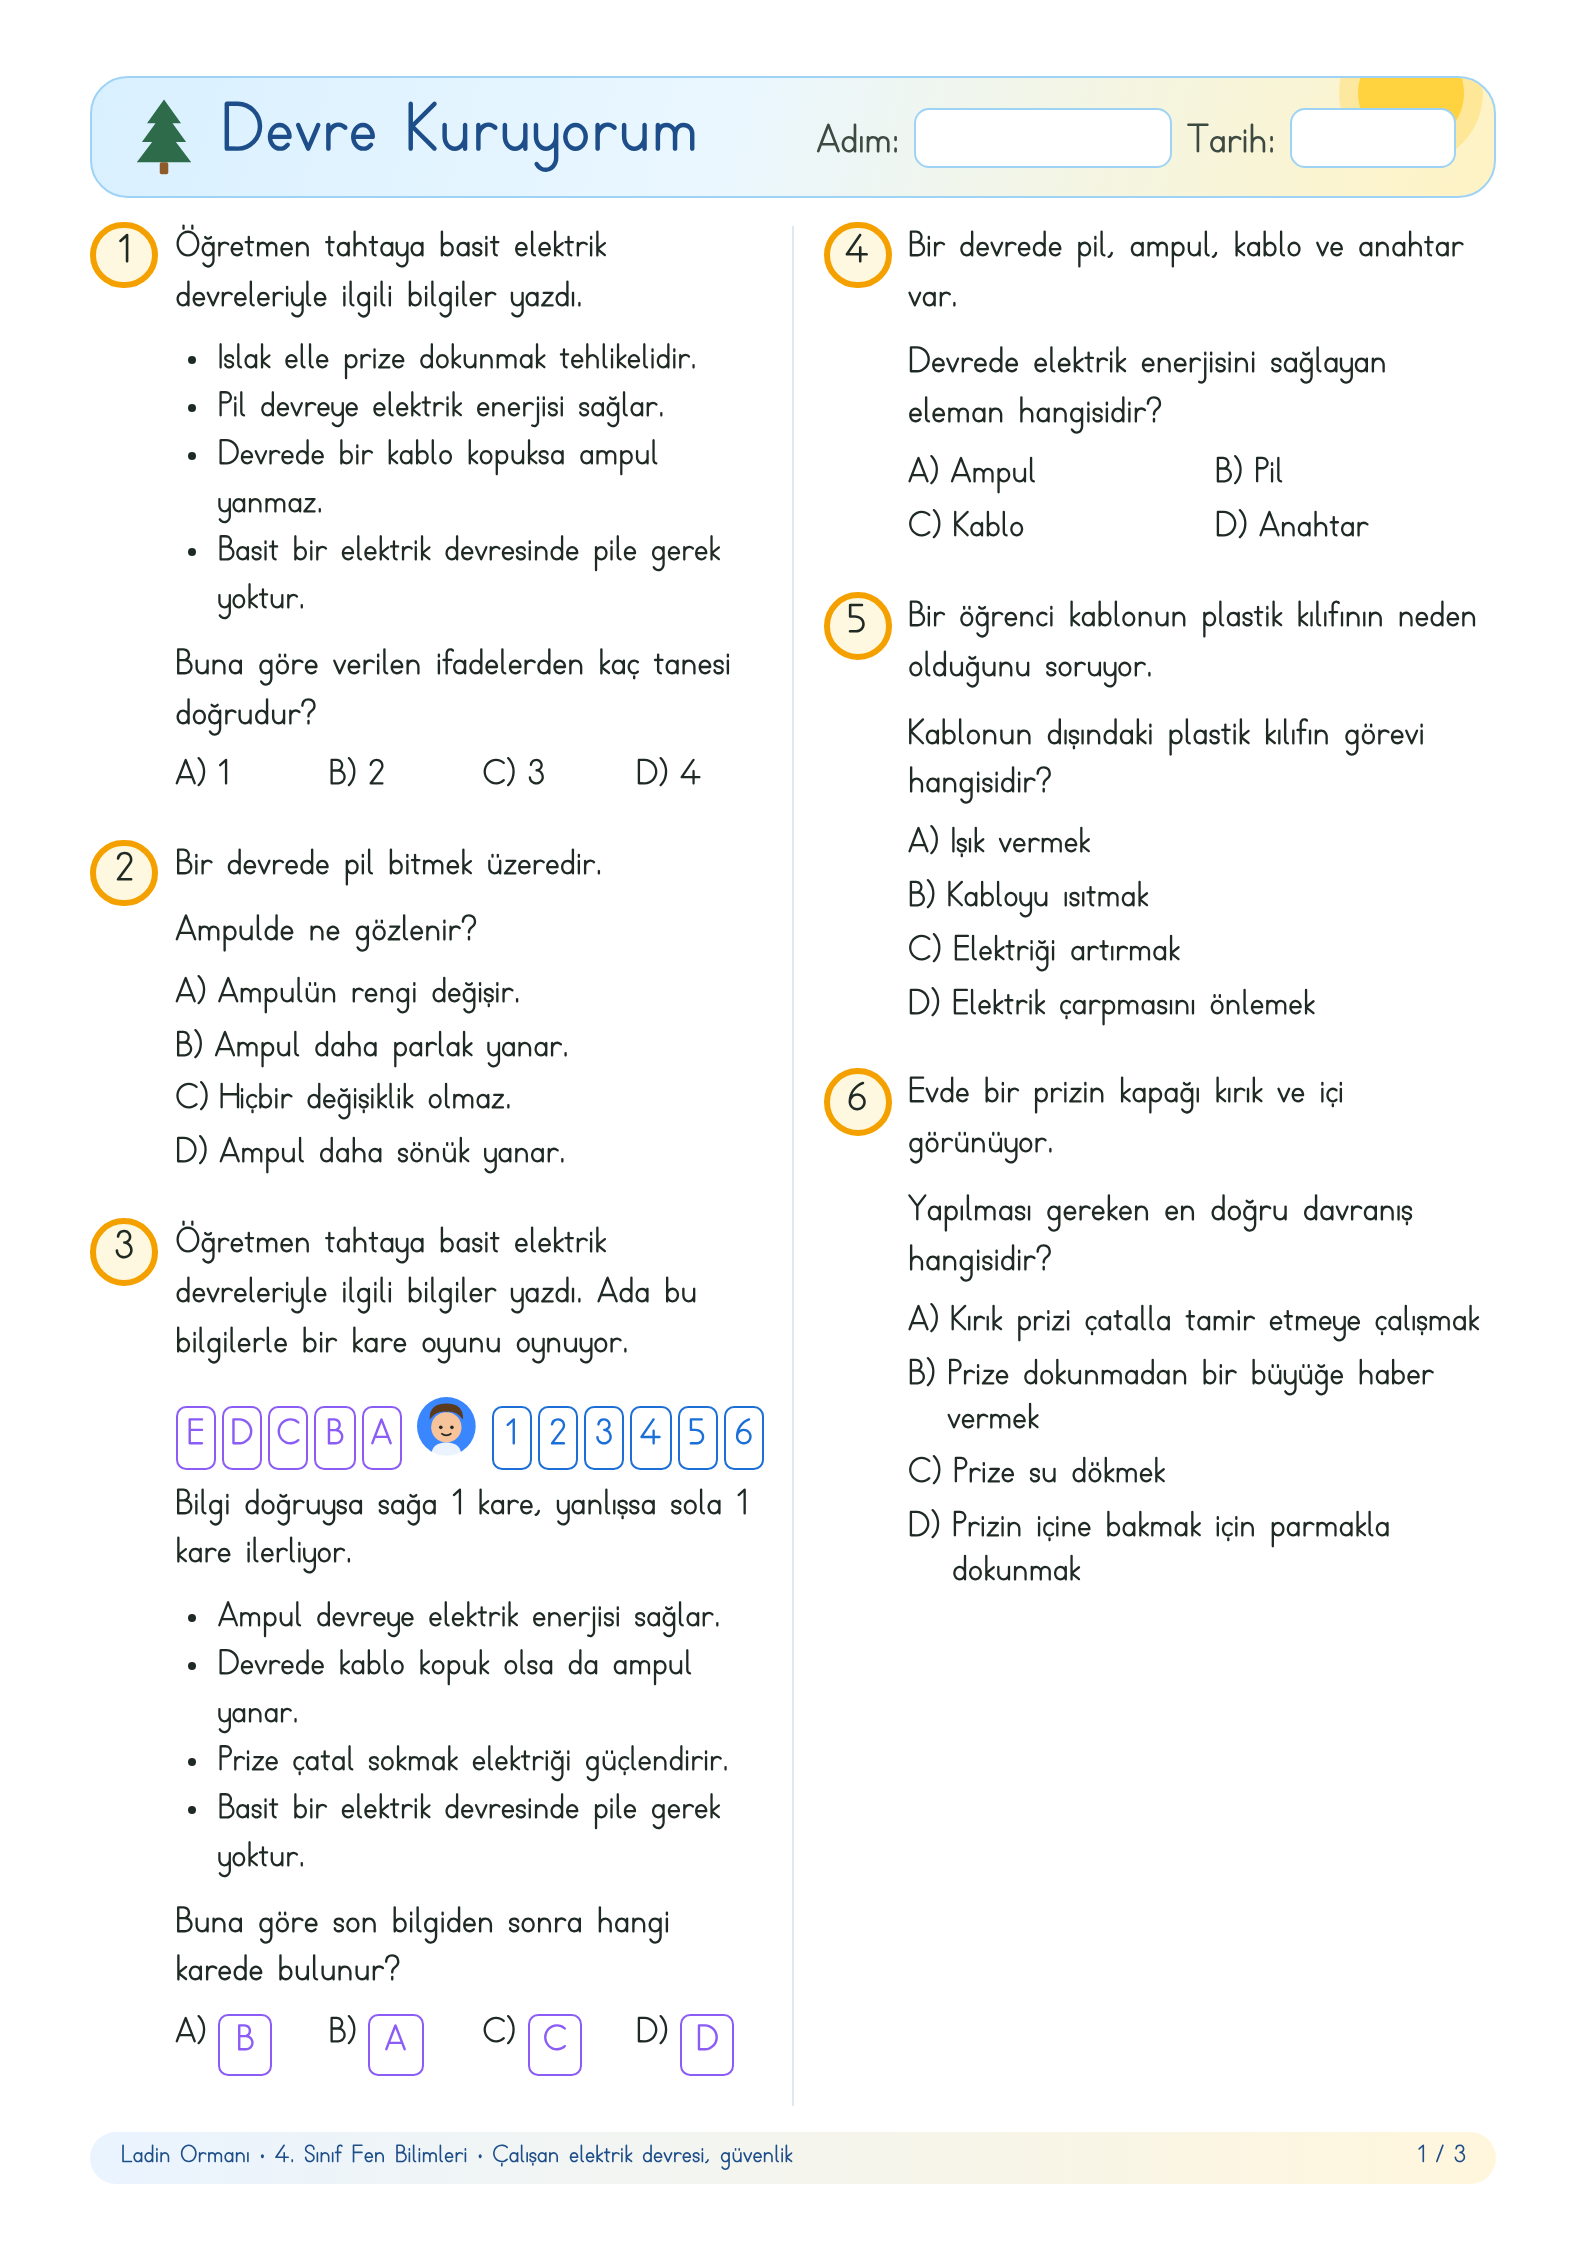 Devre Kuruyorum
Adım:
Tarih:
1
Öğretmen tahtaya basit elektrik
devreleriyle ilgili bilgiler yazdı.
• Islak elle prize dokunmak tehlikelidir.
• Pil devreye elektrik enerjisi sağlar.
• Devrede bir kablo kopuksa ampul
yanmaz.
• Basit bir elektrik devresinde pile gerek
yoktur.
Buna göre verilen ifadelerden kaç tanesi
doğrudur?
A) 1 B) 2 C) 3 D) 4
2
Bir devrede pil bitmek üzeredir.
Ampulde ne gözlenir?
A) Ampulün rengi değişir.
B) Ampul daha parlak yanar.
C) Hiçbir değişiklik olmaz.
D) Ampul daha sönük yanar.
3
Öğretmen tahtaya basit elektrik
devreleriyle ilgili bilgiler yazdı. Ada bu
bilgilerle bir kare oyunu oynuyor.
E D C B A 1 2 3 4 5 6
Bilgi doğruysa sağa 1 kare, yanlışsa sola 1
kare ilerliyor.
• Ampul devreye elektrik enerjisi sağlar.
• Devrede kablo kopuk olsa da ampul
yanar.
• Prize çatal sokmak elektriği güçlendirir.
• Basit bir elektrik devresinde pile gerek
yoktur.
Buna göre son bilgiden sonra hangi
karede bulunur?
A) B B) A C) C D) D
4
Bir devrede pil, ampul, kablo ve anahtar
var.
Devrede elektrik enerjisini sağlayan
eleman hangisidir?
A) Ampul B) Pil
C) Kablo D) Anahtar
5
Bir öğrenci kablonun plastik kılıfının neden
olduğunu soruyor.
Kablonun dışındaki plastik kılıfın görevi
hangisidir?
A) Işık vermek
B) Kabloyu ısıtmak
C) Elektriği artırmak
D) Elektrik çarpmasını önlemek
6
Evde bir prizin kapağı kırık ve içi
görünüyor.
Yapılması gereken en doğru davranış
hangisidir?
A) Kırık prizi çatalla tamir etmeye çalışmak
B) Prize dokunmadan bir büyüğe haber
vermek
C) Prize su dökmek
D) Prizin içine bakmak için parmakla
dokunmak
Ladin Ormanı • 4. Sınıf Fen Bilimleri • Çalışan elektrik devresi, güvenlik
1 / 3